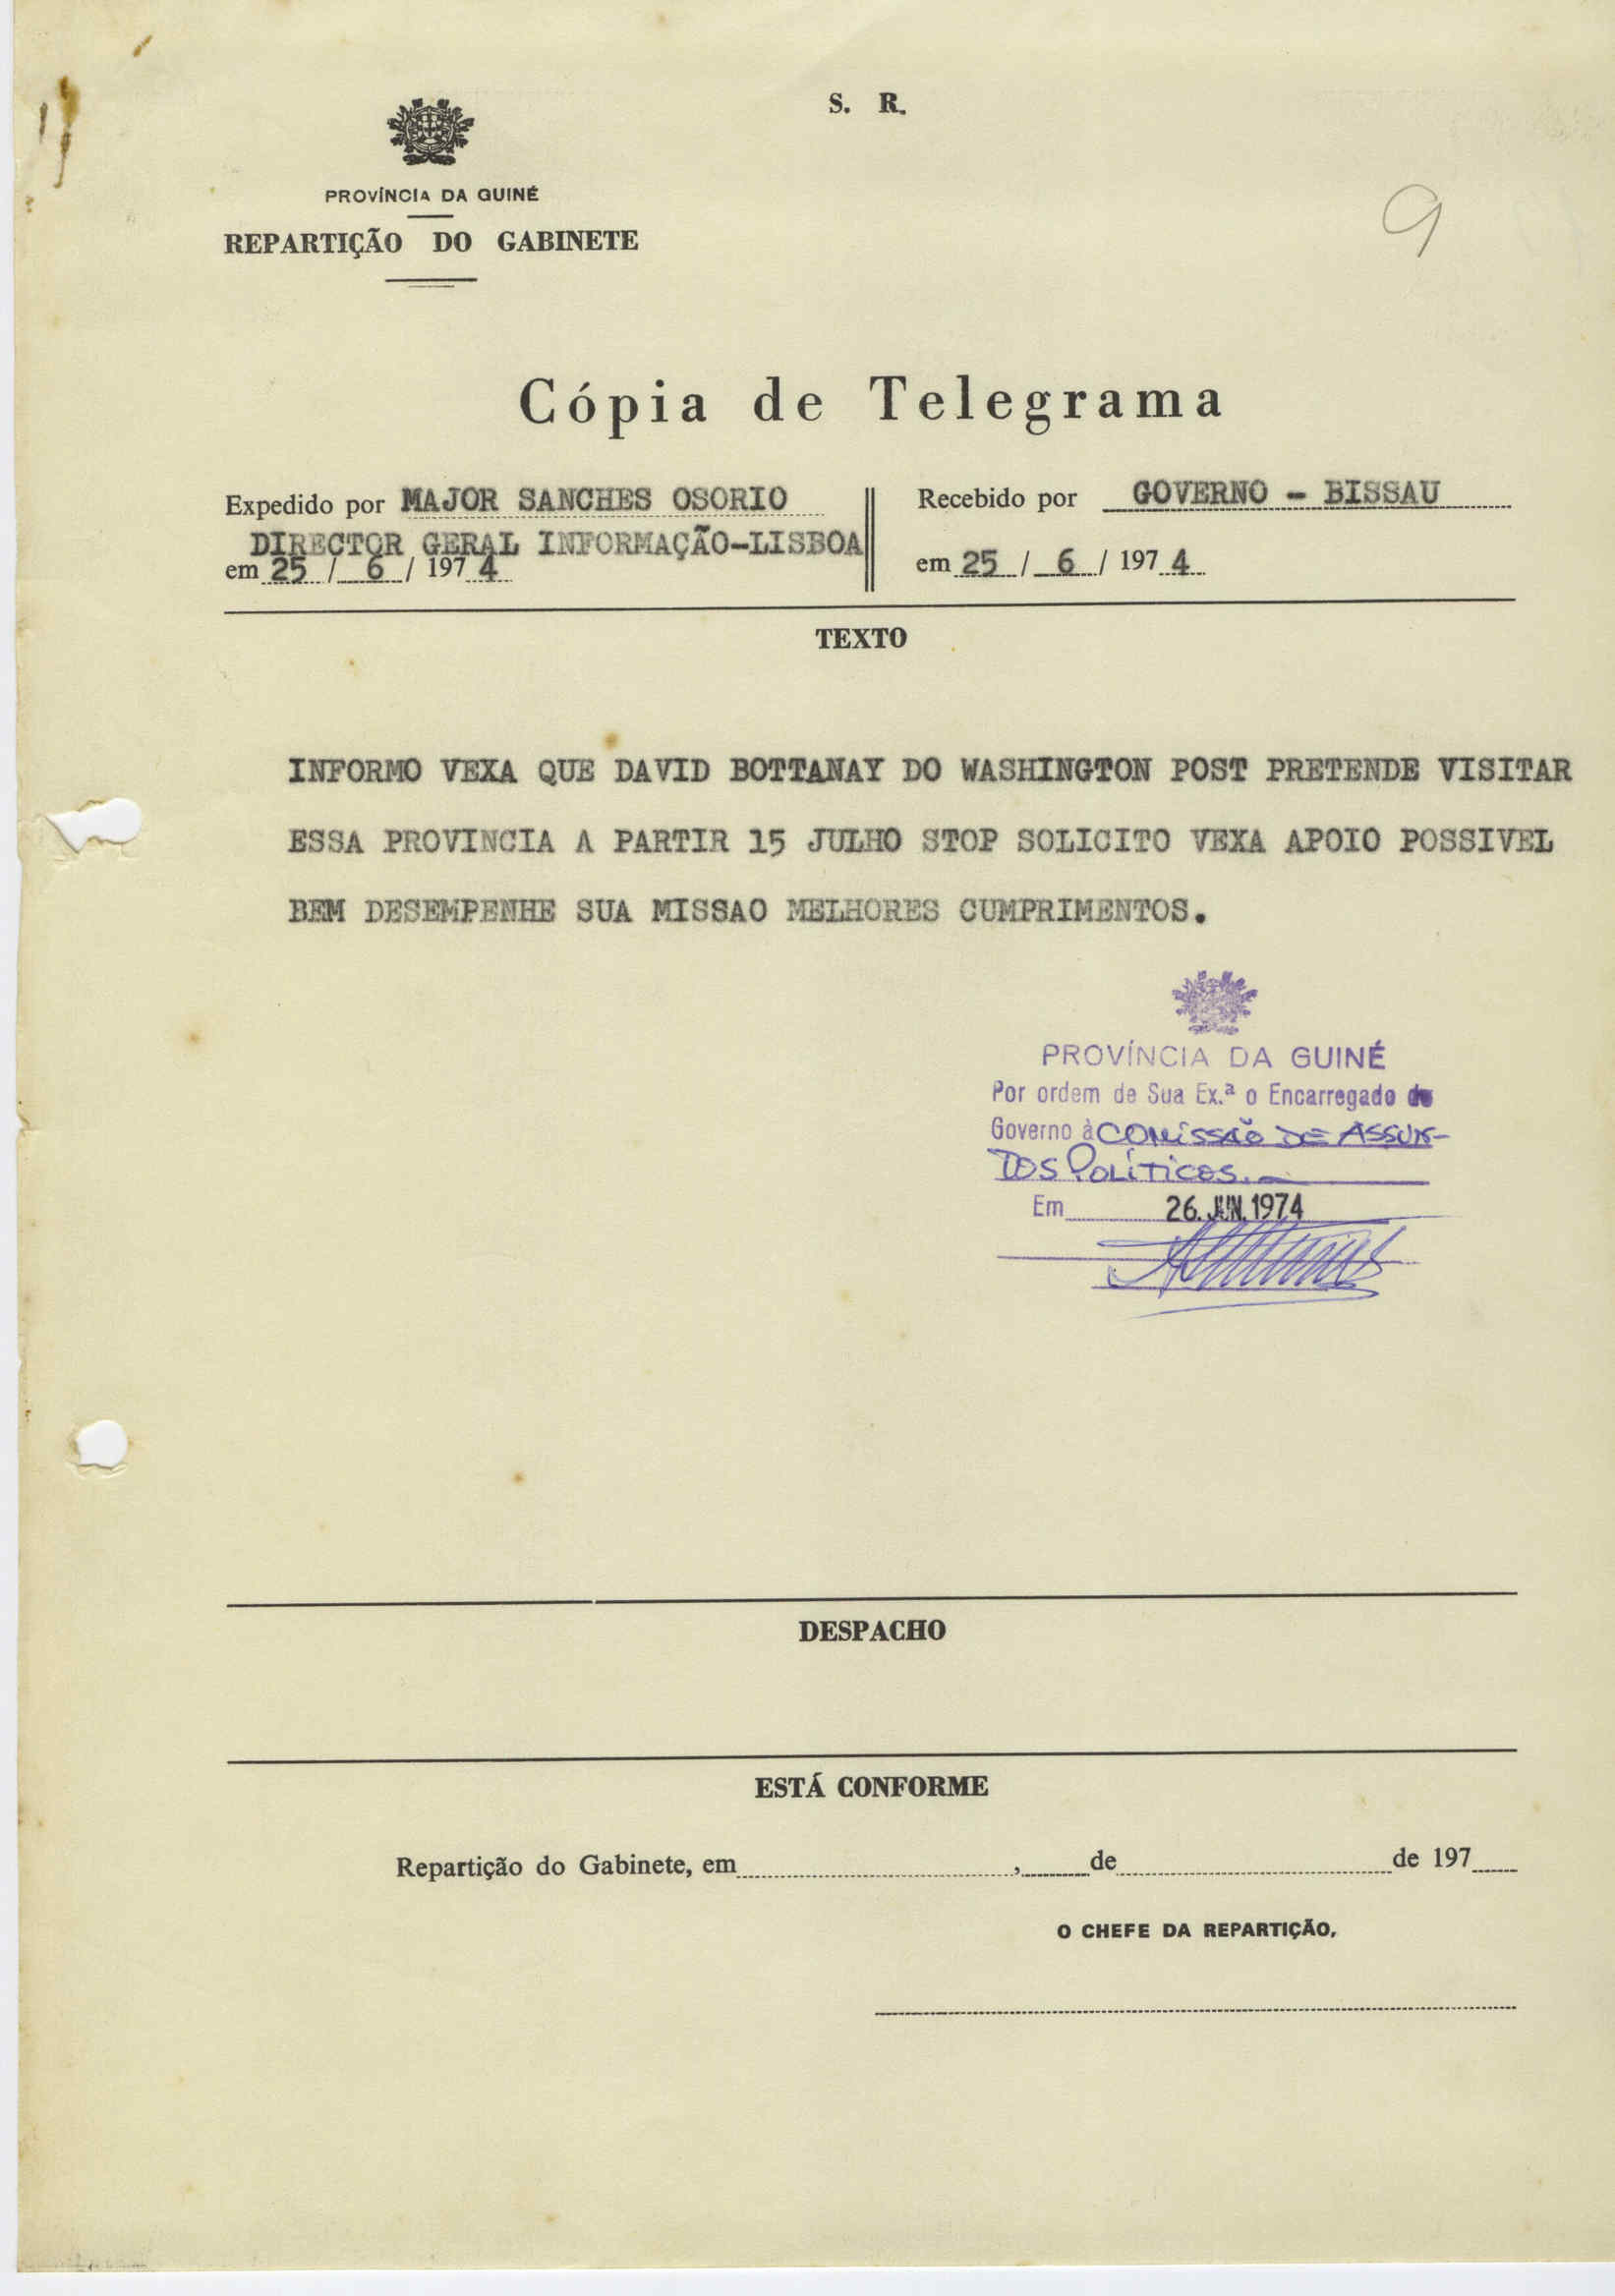 S. R.
PROVÍNCIA DA GUINÉ
REPARTIÇÃO DO GABINETE
9
Cópia de Telegrama
Expedido por MAJOR SANCHES OSORIO
DIRECTOR GERAL INFORMAÇÃO-LISBOA
em 25 / 6 / 1974
Recebido por GOVERNO - BISSAU
em 25 / 6 / 1974
TEXTO
INFORMO VEXA QUE DAVID BOTTANAY DO WASHINGTON POST PRETENDE VISITAR
ESSA PROVINCIA A PARTIR 15 JULHO STOP SOLICITO VEXA APOIO POSSIVEL
BEM DESEMPENHE SUA MISSAO MELHORES CUMPRIMENTOS.
PROVÍNCIA DA GUINÉ
Por ordem de Sua Ex.ª o Encarregado do
Governo à COMISSÃO DE ASSUN-
TOS POLÍTICOS.-
Em 26. JUN. 1974
DESPACHO
ESTÁ CONFORME
Repartição do Gabinete, em , de de 197
O CHEFE DA REPARTIÇÃO,